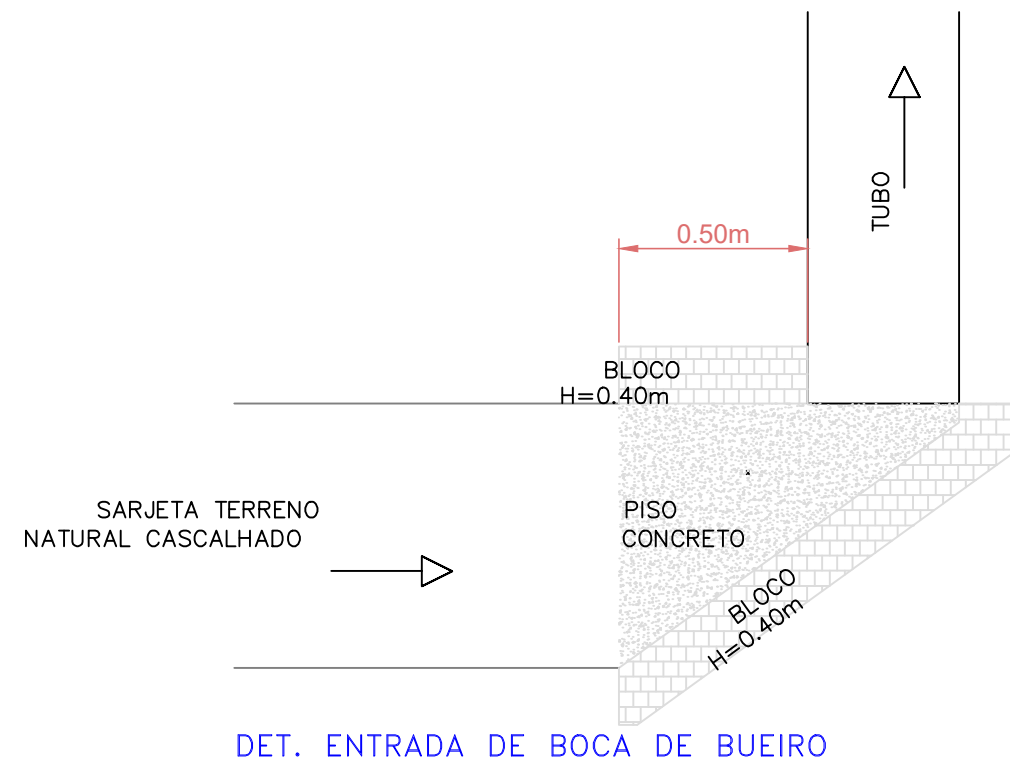 TUBO
0.50m
BLOCO
H=0.40m
SARJETA TERRENO
NATURAL CASCALHADO
PISO
CONCRETO
BLOCO
H=0.40m
DET. ENTRADA DE BOCA DE BUEIRO